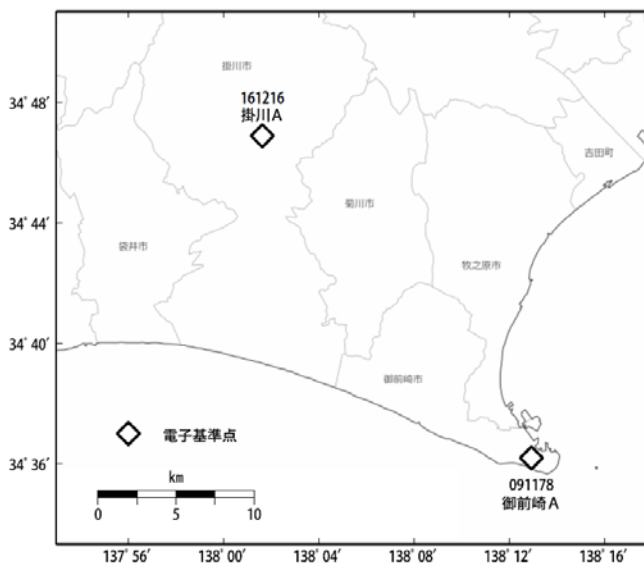 掛川市
34° 48′
161216
掛川A
吉田町
34° 44′
菊川市
袋井市
牧之原市
34° 40′
御前崎市
電子基準点
34° 36′
km
0 5 10
091178
御前崎A
137° 56′ 138° 00′ 138° 04′ 138° 08′ 138° 12′ 138° 16′